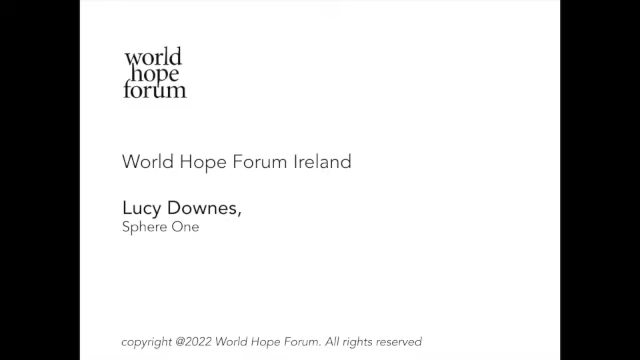 world
hope
forum
World Hope Forum Ireland
Lucy Downes,
Sphere One
copyright @2022 World Hope Forum. All rights reserved